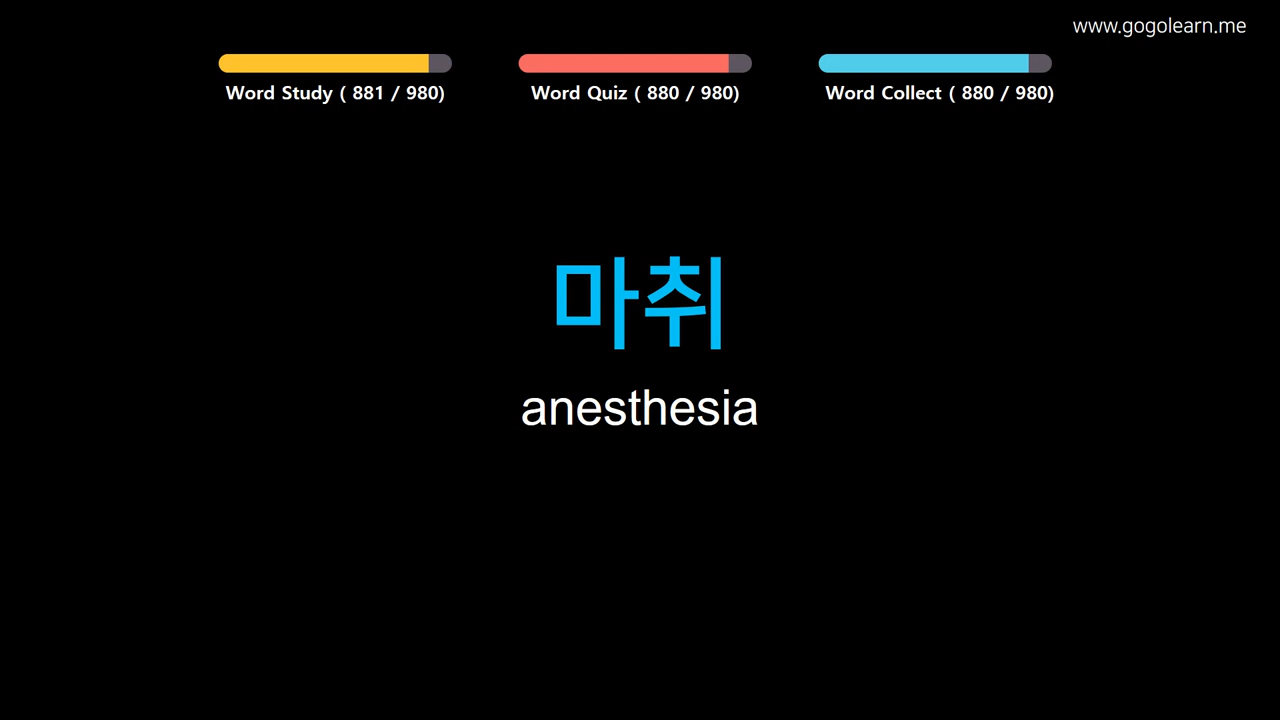 www.gogolearn.me
Word Study ( 881 / 980)
Word Quiz ( 880 / 980)
Word Collect ( 880 / 980)
마취
anesthesia